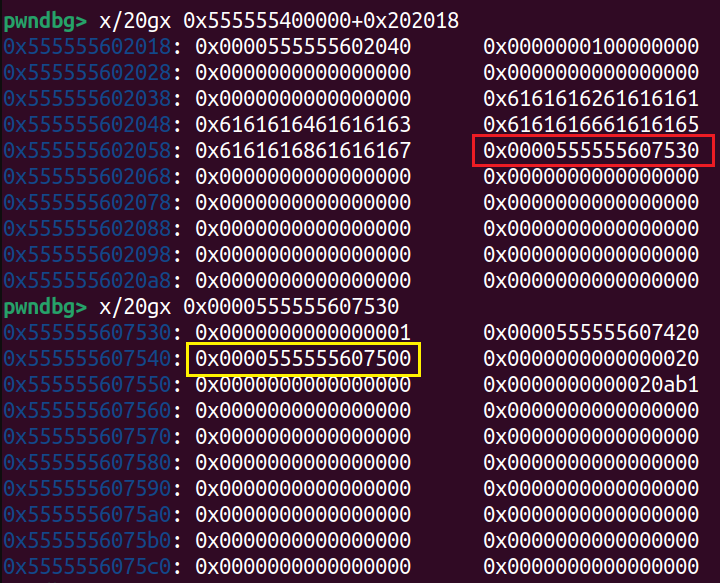 pwndbg> x/20gx 0x555555400000+0x202018
0x555555602018: 0x0000555555602040 0x0000000100000000
0x555555602028: 0x0000000000000000 0x0000000000000000
0x555555602038: 0x0000000000000000 0x6161616261616161
0x555555602048: 0x6161616461616163 0x6161616661616165
0x555555602058: 0x6161616861616167 0x0000555555607530
0x555555602068: 0x0000000000000000 0x0000000000000000
0x555555602078: 0x0000000000000000 0x0000000000000000
0x555555602088: 0x0000000000000000 0x0000000000000000
0x555555602098: 0x0000000000000000 0x0000000000000000
0x5555556020a8: 0x0000000000000000 0x0000000000000000
pwndbg> x/20gx 0x0000555555607530
0x555555607530: 0x0000000000000001 0x0000555555607420
0x555555607540: 0x0000555555607500 0x0000000000000020
0x555555607550: 0x0000000000000000 0x0000000000020ab1
0x555555607560: 0x0000000000000000 0x0000000000000000
0x555555607570: 0x0000000000000000 0x0000000000000000
0x555555607580: 0x0000000000000000 0x0000000000000000
0x555555607590: 0x0000000000000000 0x0000000000000000
0x5555556075a0: 0x0000000000000000 0x0000000000000000
0x5555556075b0: 0x0000000000000000 0x0000000000000000
0x5555556075c0: 0x0000000000000000 0x0000000000000000